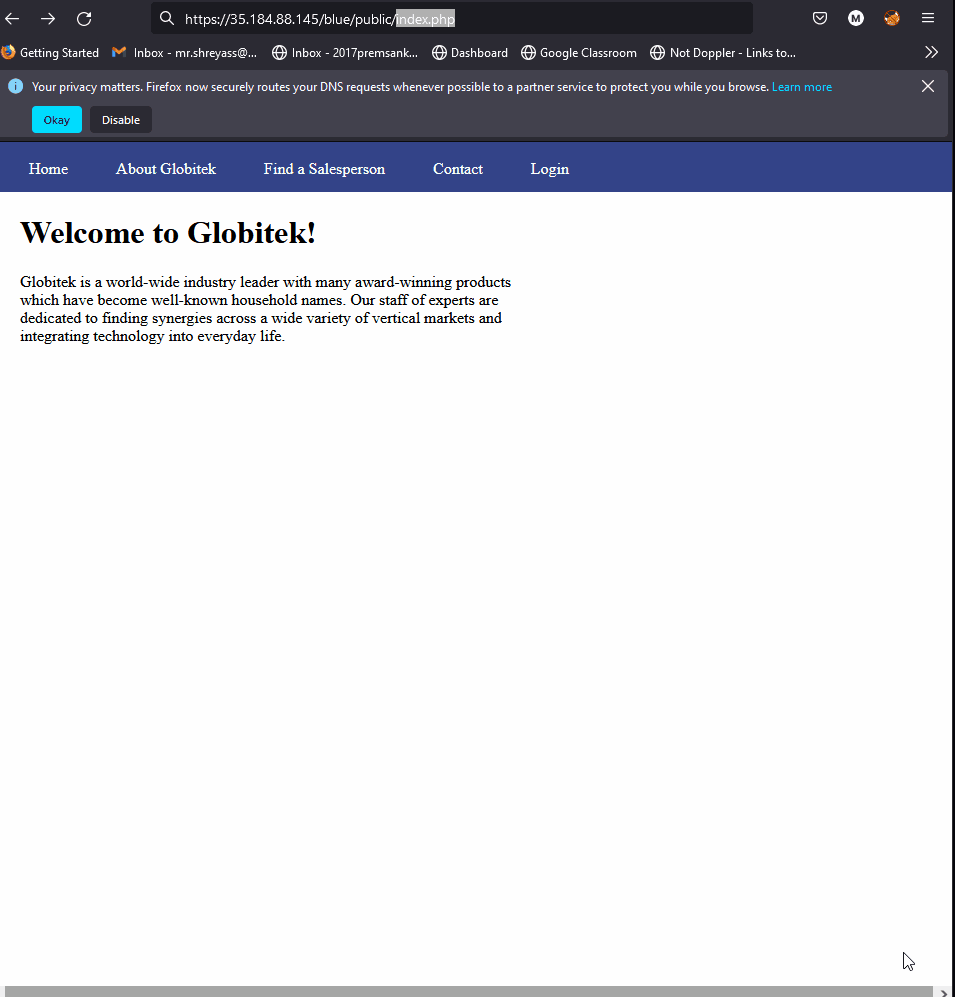 https://35.184.88.145/blue/public/index.php
M
Getting Started Inbox - mr.shreyass@... Inbox - 2017premsank... Dashboard Google Classroom Not Doppler - Links to...
Your privacy matters. Firefox now securely routes your DNS requests whenever possible to a partner service to protect you while you browse. Learn more
Okay Disable
Home About Globitek Find a Salesperson Contact Login
Welcome to Globitek!
Globitek is a world-wide industry leader with many award-winning products
which have become well-known household names. Our staff of experts are
dedicated to finding synergies across a wide variety of vertical markets and
integrating technology into everyday life.